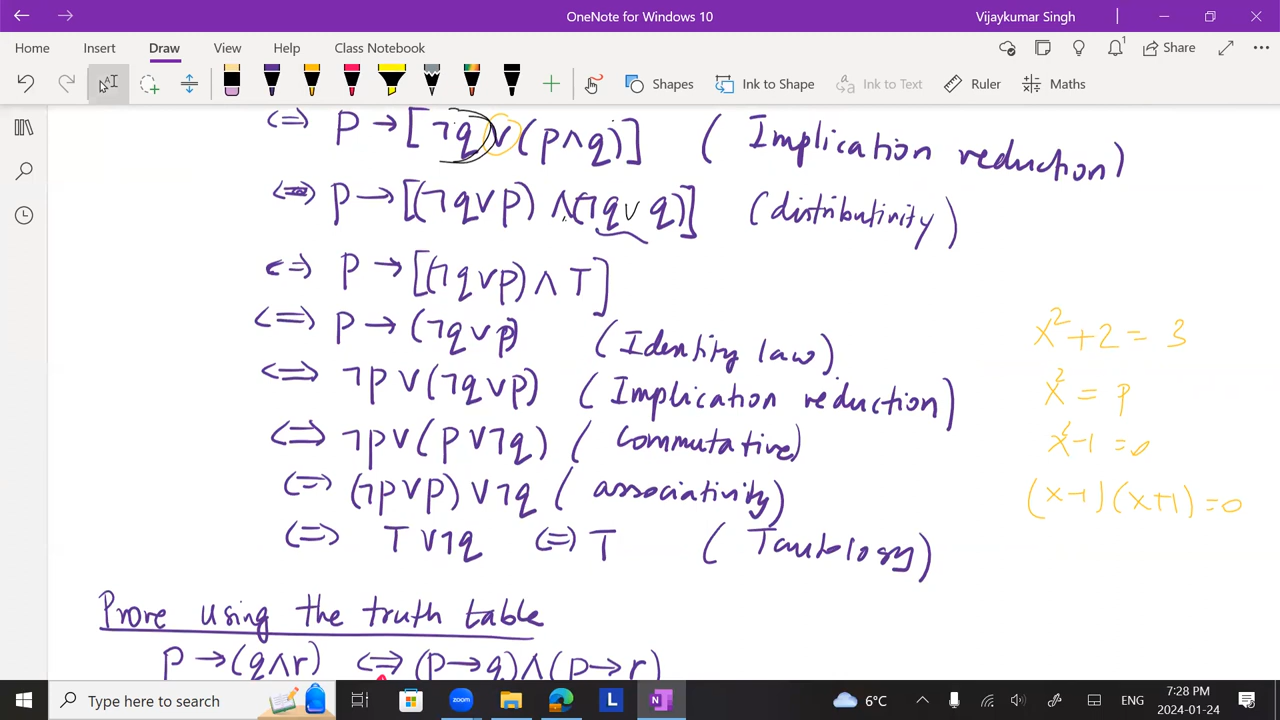 OneNote for Windows 10
Vijaykumar Singh
Home Insert Draw View Help Class Notebook
Share
Shapes Ink to Shape Ink to Text Ruler Maths
<=> P → [¬q) ∨ (p∧q)] (Implication reduction)
<=> P → [(¬q∨p) ∧ (¬q ∨ q)] (distributivity)
<=> P → [(¬q∨p) ∧ T]
<=> P → (¬q∨p) (Identity law)
<=> ¬p ∨ (¬q∨p) (Implication reduction)
<=> ¬p∨(p∨¬q) (commutative)
<=> (¬p∨p) ∨ ¬q (associativity)
<=> T∨¬q <=> T (Tautology)
x² + 2 = 3
x² = p
x² - 1 = 0
(x-1)(x+1) = 0
Prove using the truth table
P → (q∧r) <=> (p→q)∧(p→r)
Type here to search
6°C
ENG
7:28 PM
2024-01-24